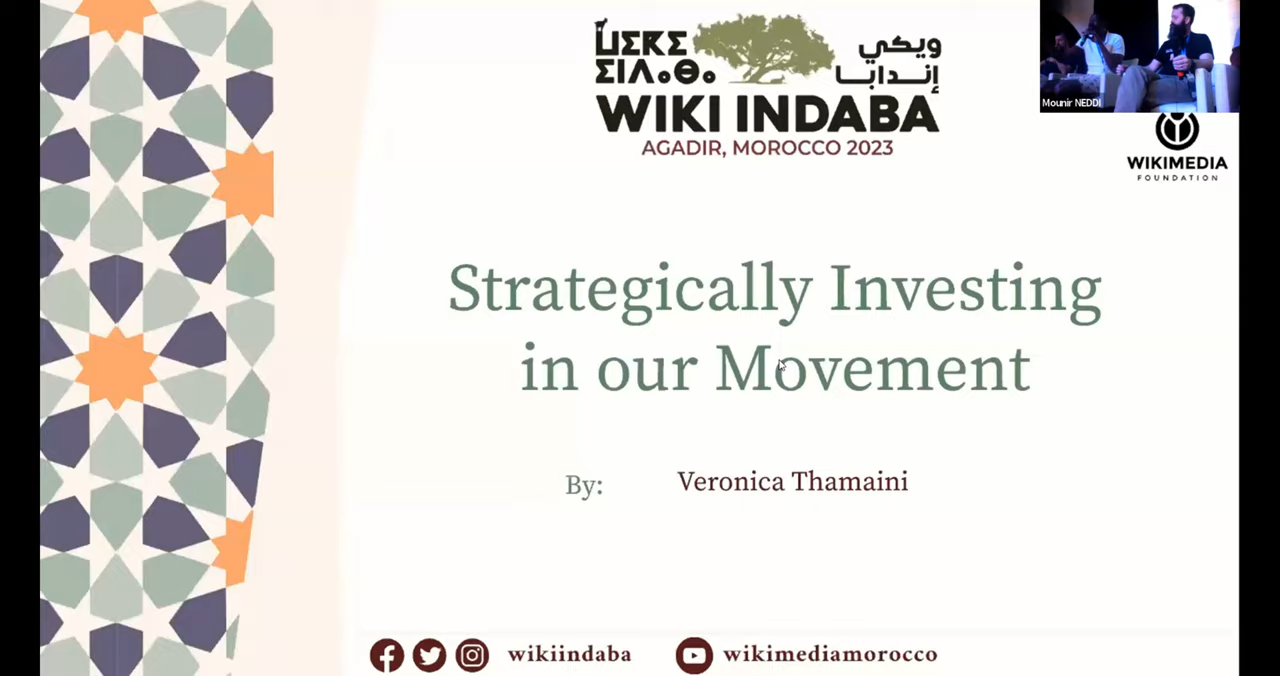 ⵡⵉⴽⵉ
ⵉⵏⴷⴰⴱⴰ
ويكي
إندابا
WIKI INDABA
AGADIR, MOROCCO 2023
Mounir NEDDI
WIKIMEDIA
FOUNDATION
Strategically Investing
in our Movement
By: Veronica Thamaini
wikiindaba wikimediamorocco